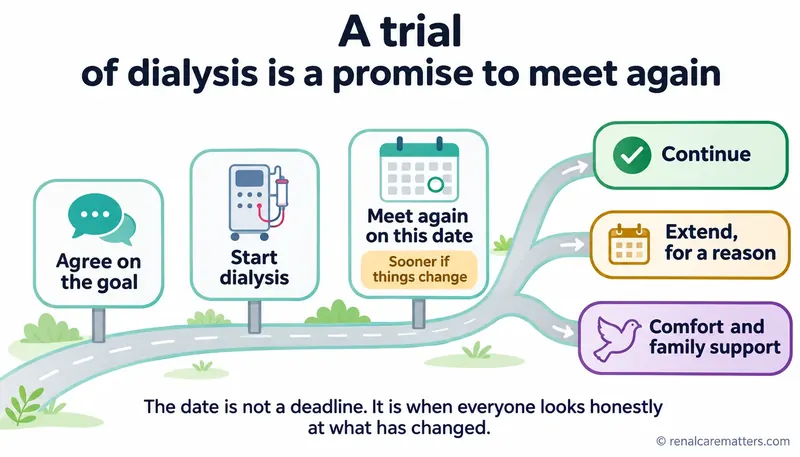 A trial
of dialysis is a promise to meet again
Agree on
the goal
Start
dialysis
Meet again
on this date
Sooner if
things change
Continue
Extend,
for a reason
Comfort and
family support
The date is not a deadline. It is when everyone looks honestly
at what has changed.
© renalcarematters.com